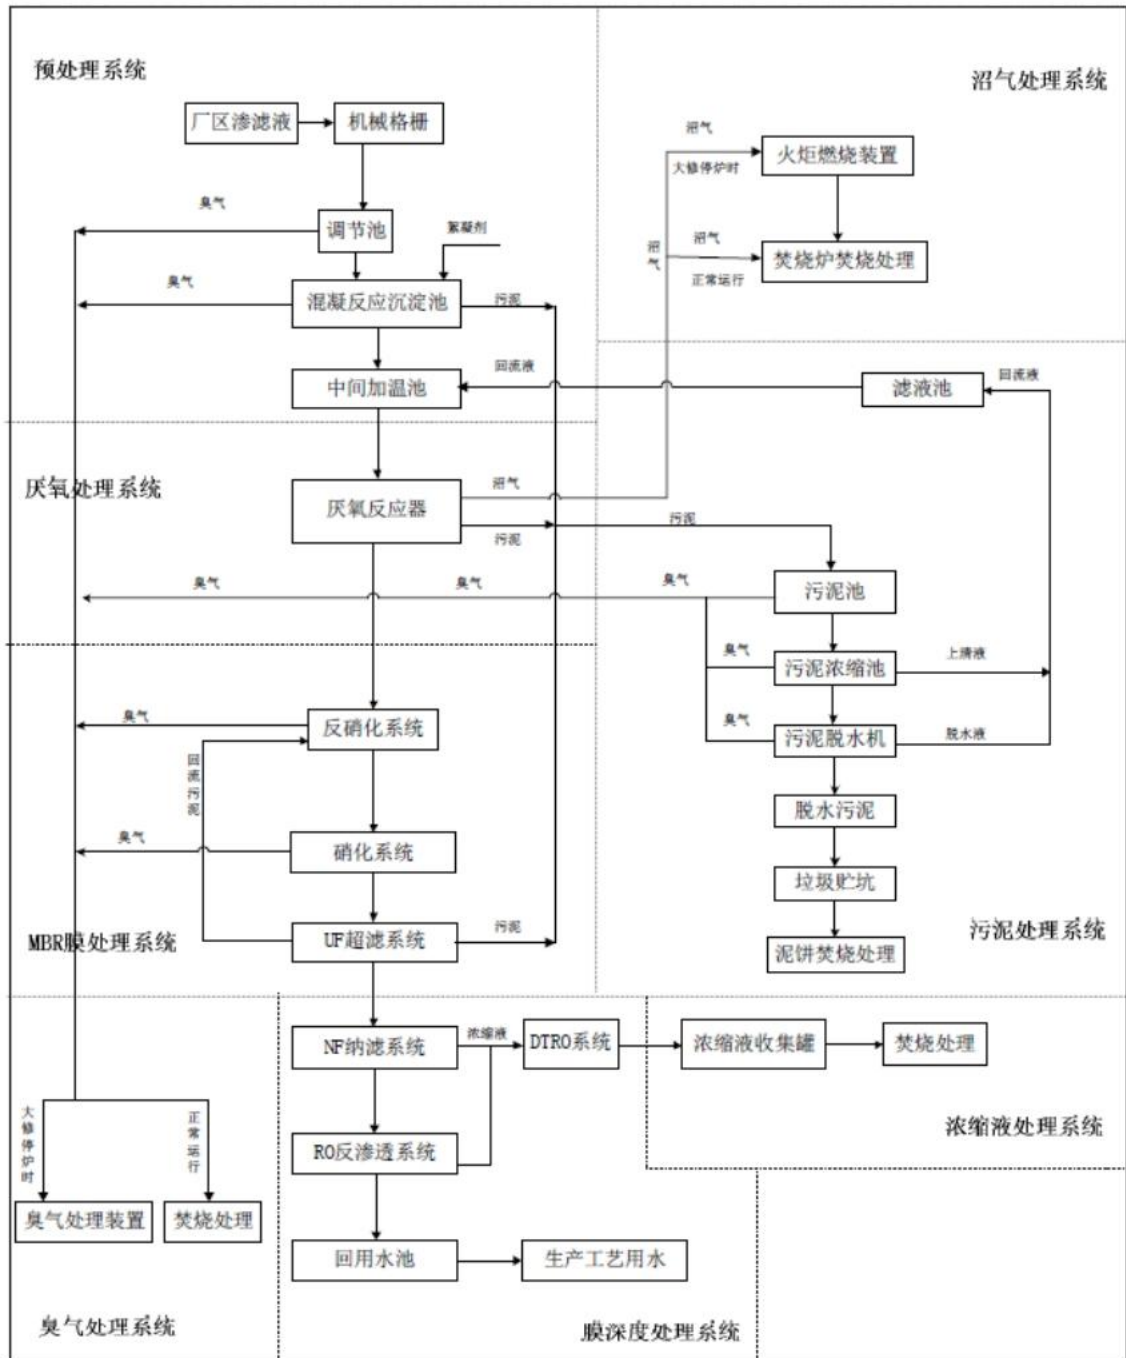 预处理系统
沼气处理系统
厂区渗滤液
机械格栅
沼气
火炬燃烧装置
大修停炉时
臭气
调节池
絮凝剂
沼气
沼气
焚烧炉焚烧处理
正常运行
臭气
混凝反应沉淀池
污泥
回流液
中间加温池
滤液池
回流液
厌氧处理系统
沼气
厌氧反应器
污泥
污泥
臭气
臭气
臭气
污泥池
臭气
污泥浓缩池
上清液
臭气
反硝化系统
臭气
污泥脱水机
脱水液
回流污泥
脱水污泥
臭气
硝化系统
垃圾贮坑
MBR膜处理系统
UF超滤系统
污泥
污泥处理系统
泥饼焚烧处理
NF纳滤系统
浓缩液
DTRO系统
浓缩液收集罐
焚烧处理
大修停炉时
正常运行
浓缩液处理系统
RO反渗透系统
臭气处理装置
焚烧处理
回用水池
生产工艺用水
臭气处理系统
膜深度处理系统